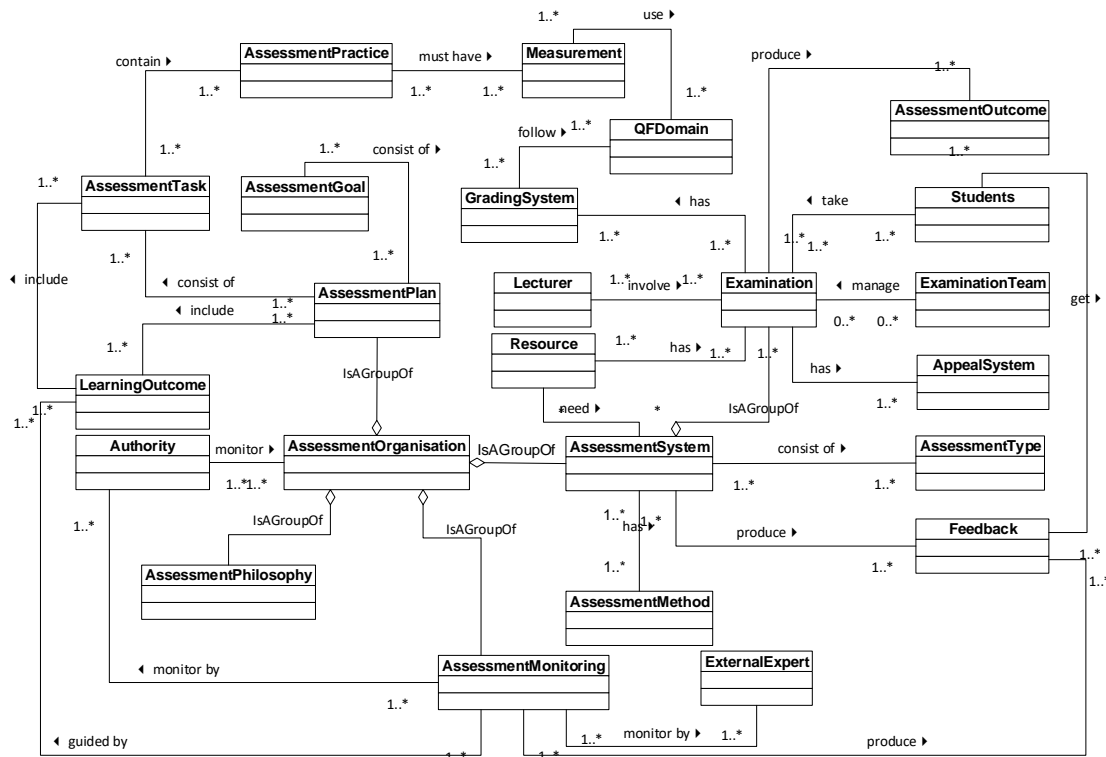 1..* use ▸
AssessmentPractice must have ▸ Measurement produce ▸
contain ▸
1..* 1..* 1..* 1..* 1..*
AssessmentOutcome
follow ▸ 1..* QFDomain
1..* 1..* consist of ▸ 1..* 1..*
1..* AssessmentTask AssessmentGoal GradingSystem ◂ has ◂ take Students
1..* 1..* 1..* 1..* 1..* 1..* 1..*
◂ include ◂ consist of AssessmentPlan Lecturer 1..* involve ▸ 1..* Examination ◂ manage ExaminationTeam get ▸
◂ include 1..* 1..*
0..* 0..*
1..* Resource 1..* has ▸ 1..* 1..* has ▸ AppealSystem
IsAGroupOf
LearningOutcome
1..* 1..* need ▸ * * IsAGroupOf 1..*
Authority monitor ▸ AssessmentOrganisation IsAGroupOf AssessmentSystem consist of ▸ AssessmentType
1..* 1..* 1..* 1..*
1..* IsAGroupOf IsAGroupOf 1..* has ▸ 1..* produce ▸ Feedback
AssessmentPhilosophy 1..* 1..* 1..* 1..*
AssessmentMethod
◂ monitor by AssessmentMonitoring ExternalExpert
1..*
◂ guided by 1..* 1..* 1..* monitor by ▸ 1..* produce ▸